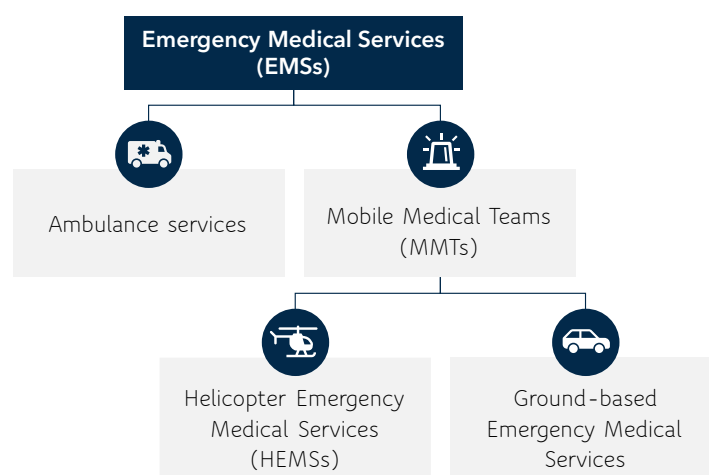 Emergency Medical Services
(EMSs)
Ambulance services
Mobile Medical Teams
(MMTs)
Helicopter Emergency
Medical Services
(HEMSs)
Ground-based
Emergency Medical
Services